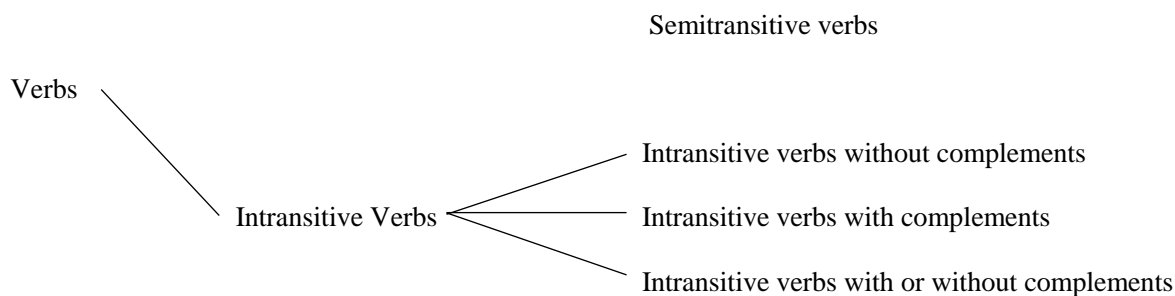 Semitransitive verbs
Verbs
Intransitive verbs without complements
Intransitive Verbs
Intransitive verbs with complements
Intransitive verbs with or without complements